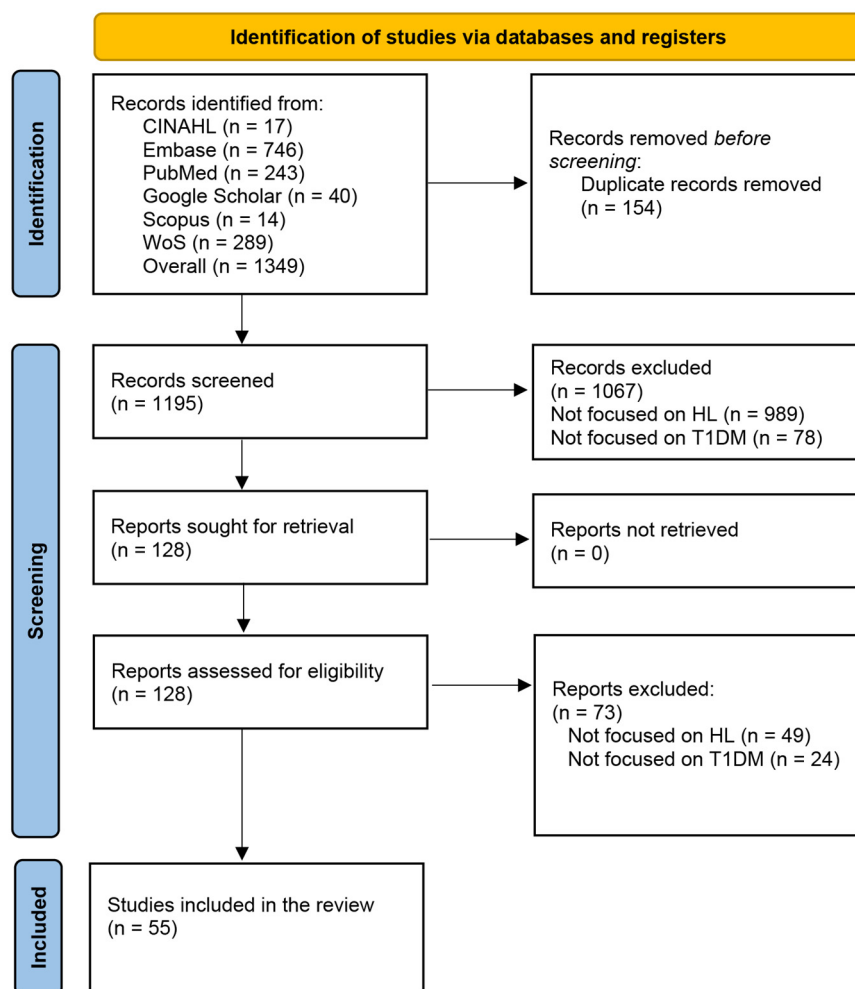 Identification of studies via databases and registers
Identification
Records identified from:
CINAHL (n = 17)
Embase (n = 746)
PubMed (n = 243)
Google Scholar (n = 40)
Scopus (n = 14)
WoS (n = 289)
Overall (n = 1349)
Records removed before
screening:
Duplicate records removed
(n = 154)
Screening
Records screened
(n = 1195)
Records excluded
(n = 1067)
Not focused on HL (n = 989)
Not focused on T1DM (n = 78)
Reports sought for retrieval
(n = 128)
Reports not retrieved
(n = 0)
Reports assessed for eligibility
(n = 128)
Reports excluded:
(n = 73)
Not focused on HL (n = 49)
Not focused on T1DM (n = 24)
Included
Studies included in the review
(n = 55)